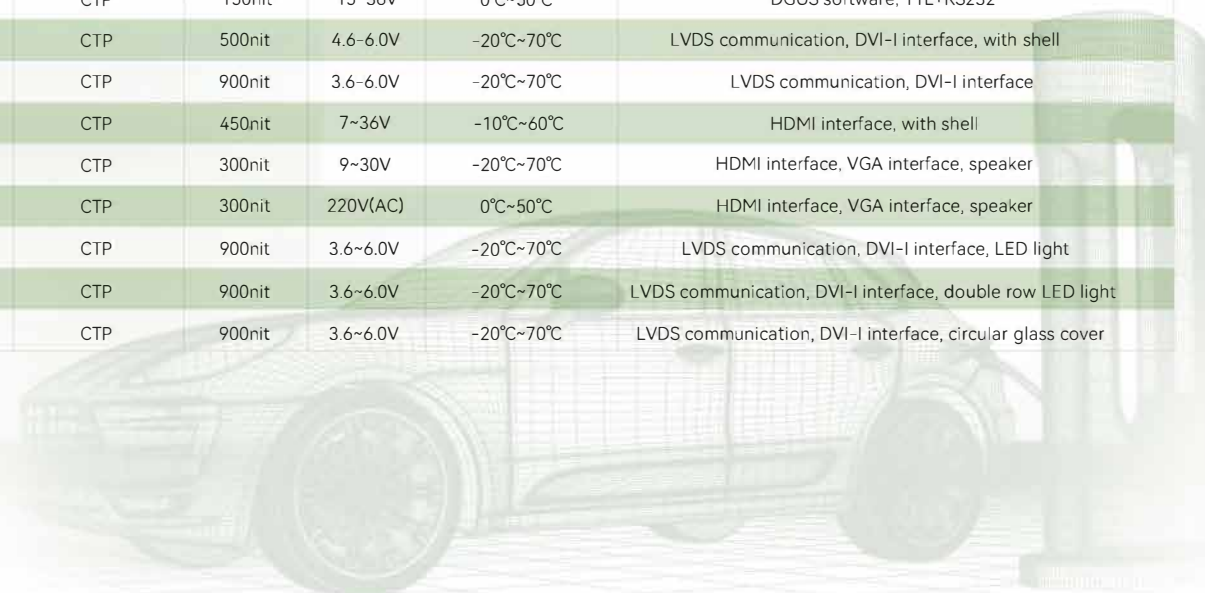 CTP 500nit 4.6-6.0V -20℃~70℃ LVDS communication, DVI-I interface, with shell
CTP 900nit 3.6-6.0V -20℃~70℃ LVDS communication, DVI-I interface
CTP 450nit 7~36V -10℃~60℃ HDMI interface, with shell
CTP 300nit 9~30V -20℃~70℃ HDMI interface, VGA interface, speaker
CTP 300nit 220V(AC) 0℃~50℃ HDMI interface, VGA interface, speaker
CTP 900nit 3.6~6.0V -20℃~70℃ LVDS communication, DVI-I interface, LED light
CTP 900nit 3.6~6.0V -20℃~70℃ LVDS communication, DVI-I interface, double row LED light
CTP 900nit 3.6~6.0V -20℃~70℃ LVDS communication, DVI-I interface, circular glass cover